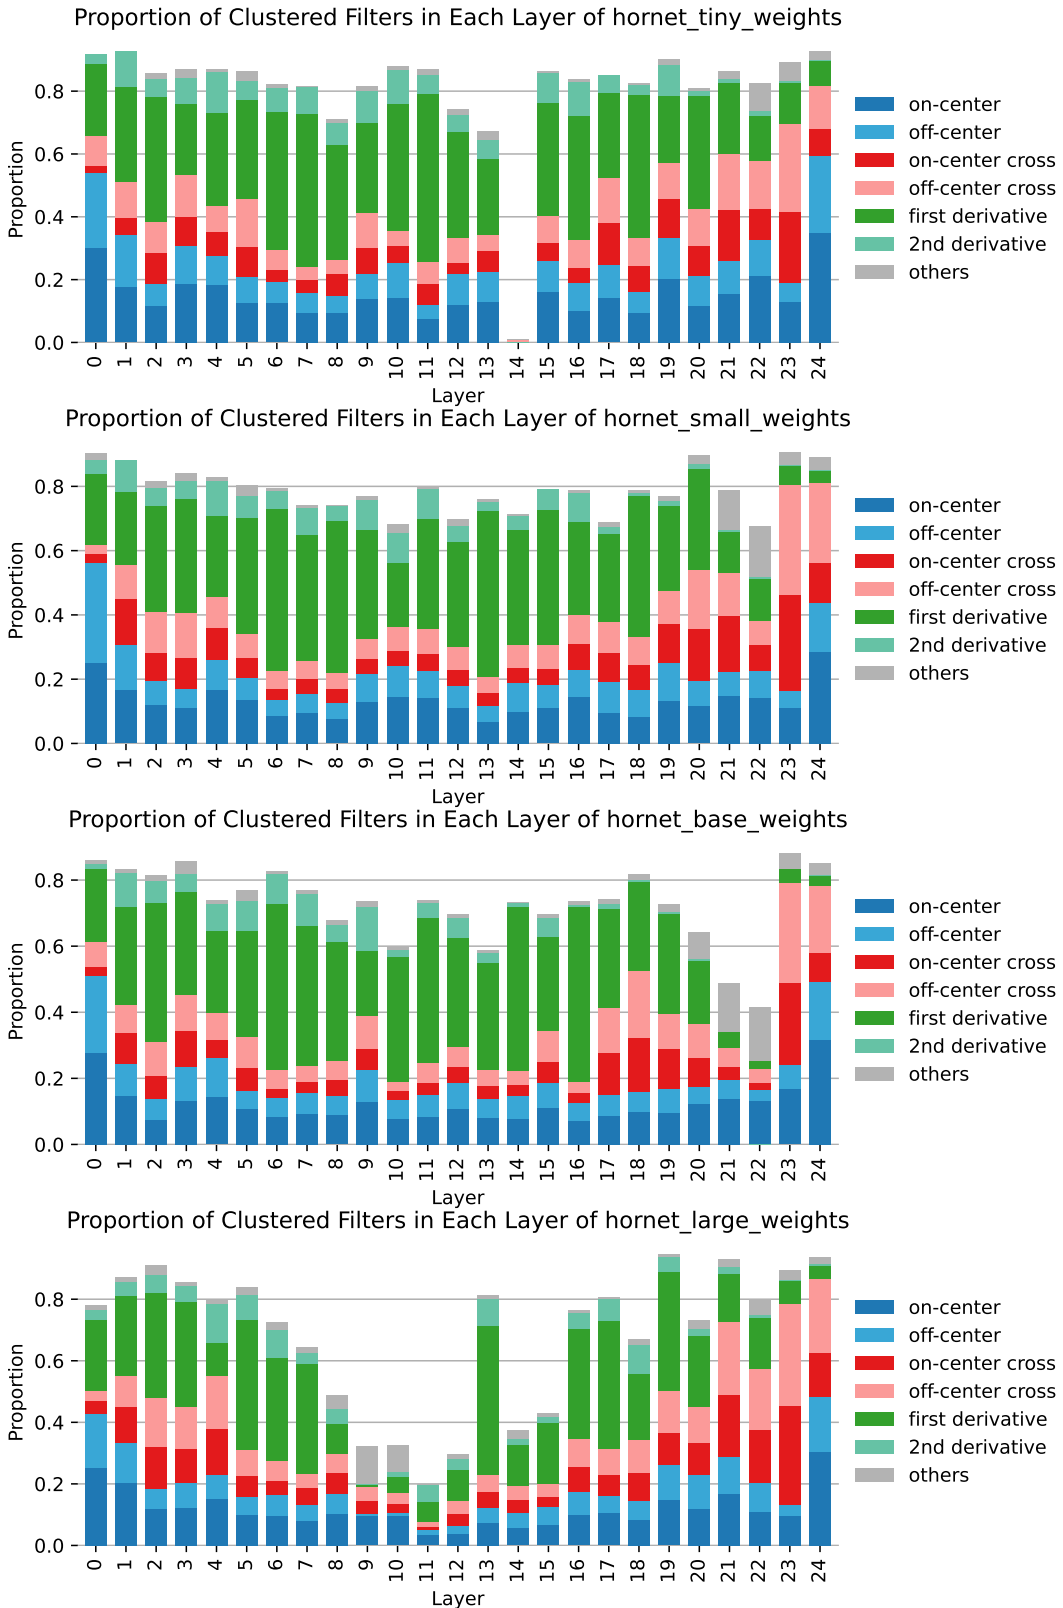 Proportion of Clustered Filters in Each Layer of hornet_tiny_weights
Proportion
0.8
0.6
0.4
0.2
0.0
0 1 2 3 4 5 6 7 8 9 10 11 12 13 14 15 16 17 18 19 20 21 22 23 24
Layer
on-center
off-center
on-center cross
off-center cross
first derivative
2nd derivative
others
Proportion of Clustered Filters in Each Layer of hornet_small_weights
Proportion
0.8
0.6
0.4
0.2
0.0
0 1 2 3 4 5 6 7 8 9 10 11 12 13 14 15 16 17 18 19 20 21 22 23 24
Layer
on-center
off-center
on-center cross
off-center cross
first derivative
2nd derivative
others
Proportion of Clustered Filters in Each Layer of hornet_base_weights
Proportion
0.8
0.6
0.4
0.2
0.0
0 1 2 3 4 5 6 7 8 9 10 11 12 13 14 15 16 17 18 19 20 21 22 23 24
Layer
on-center
off-center
on-center cross
off-center cross
first derivative
2nd derivative
others
Proportion of Clustered Filters in Each Layer of hornet_large_weights
Proportion
0.8
0.6
0.4
0.2
0.0
0 1 2 3 4 5 6 7 8 9 10 11 12 13 14 15 16 17 18 19 20 21 22 23 24
Layer
on-center
off-center
on-center cross
off-center cross
first derivative
2nd derivative
others